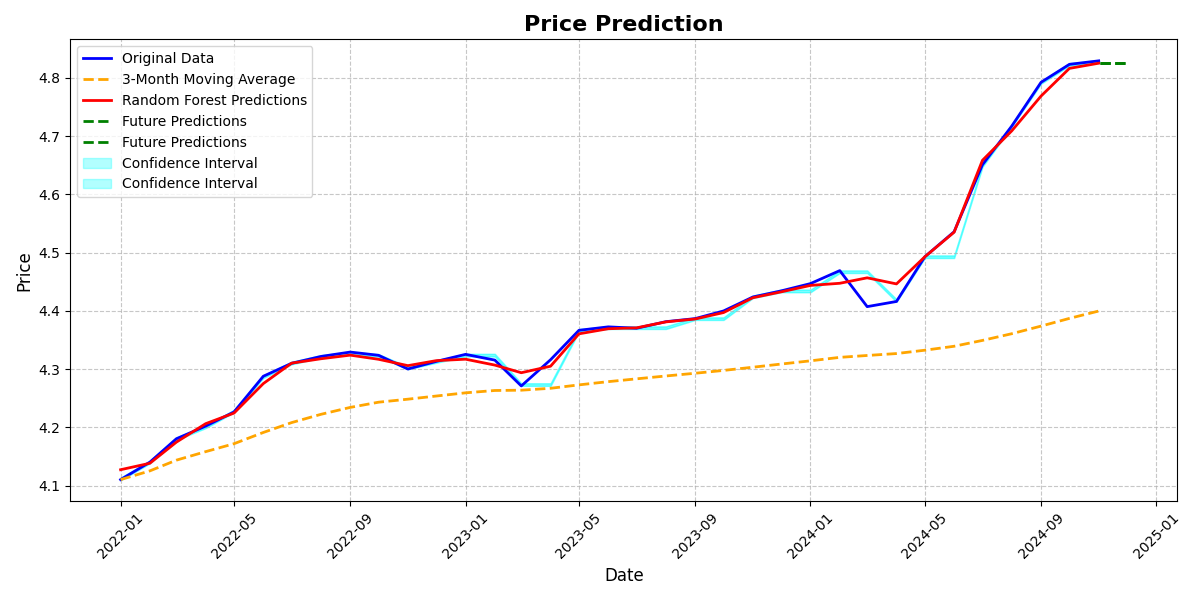 Price Prediction
Original Data
3-Month Moving Average
Random Forest Predictions
Future Predictions
Future Predictions
Confidence Interval
Confidence Interval
Price
4.8
4.7
4.6
4.5
4.4
4.3
4.2
4.1
2022-01
2022-05
2022-09
2023-01
2023-05
2023-09
2024-01
2024-05
2024-09
2025-01
Date